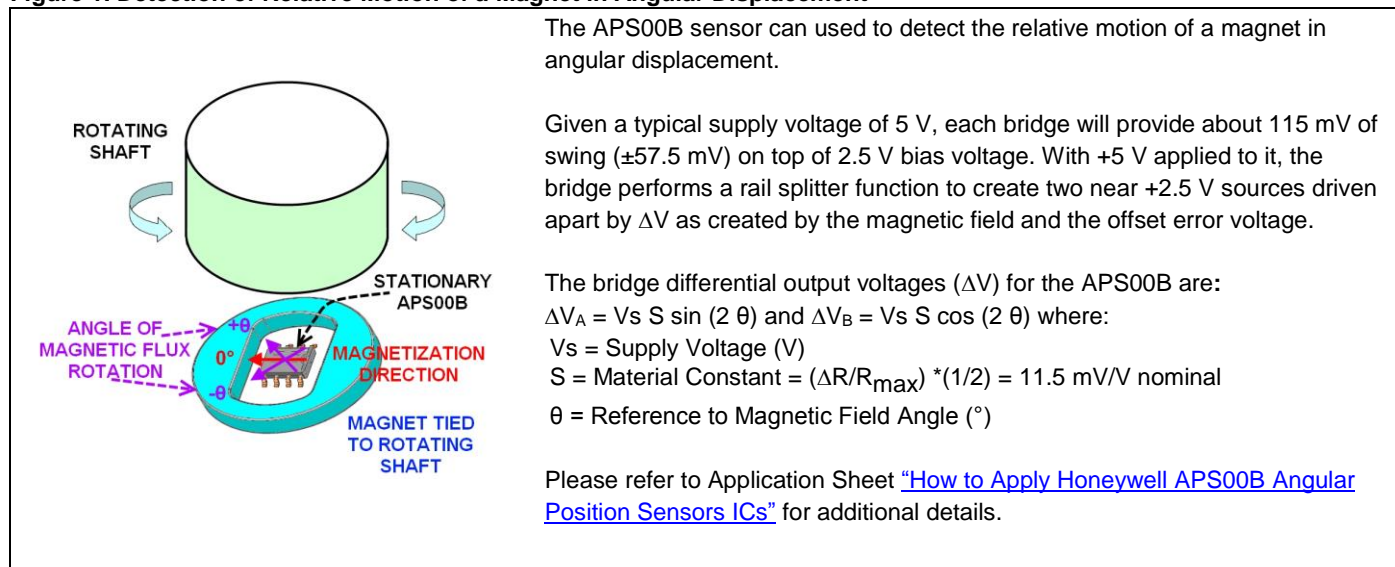 The APS00B sensor can used to detect the relative motion of a magnet in
angular displacement.
Given a typical supply voltage of 5 V, each bridge will provide about 115 mV of
swing (±57.5 mV) on top of 2.5 V bias voltage. With +5 V applied to it, the
bridge performs a rail splitter function to create two near +2.5 V sources driven
apart by ∆V as created by the magnetic field and the offset error voltage.
The bridge differential output voltages (∆V) for the APS00B are:
∆VA = Vs S sin (2 θ) and ∆VB = Vs S cos (2 θ) where:
Vs = Supply Voltage (V)
S = Material Constant = (∆R/Rmax) *(1/2) = 11.5 mV/V nominal
θ = Reference to Magnetic Field Angle (°)
Please refer to Application Sheet "How to Apply Honeywell APS00B Angular
Position Sensors ICs" for additional details.
ROTATING
SHAFT
STATIONARY
APS00B
ANGLE OF
MAGNETIC FLUX
ROTATION
+θ
0°
-θ
MAGNETIZATION
DIRECTION
MAGNET TIED
TO ROTATING
SHAFT